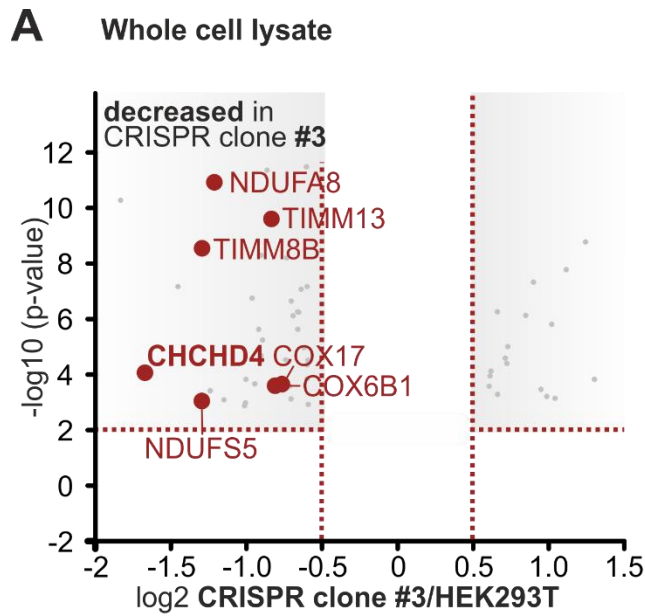 A Whole cell lysate
decreased in
CRISPR clone #3
12
NDUFA8
10
TIMM13
TIMM8B
8
6
CHCHD4 COX17
4
COX6B1
2
NDUFS5
0
-2
-log10 (p-value)
-2 -1.5 -1.0 -0.5 0 0.5 1.0 1.5
log2 CRISPR clone #3/HEK293T